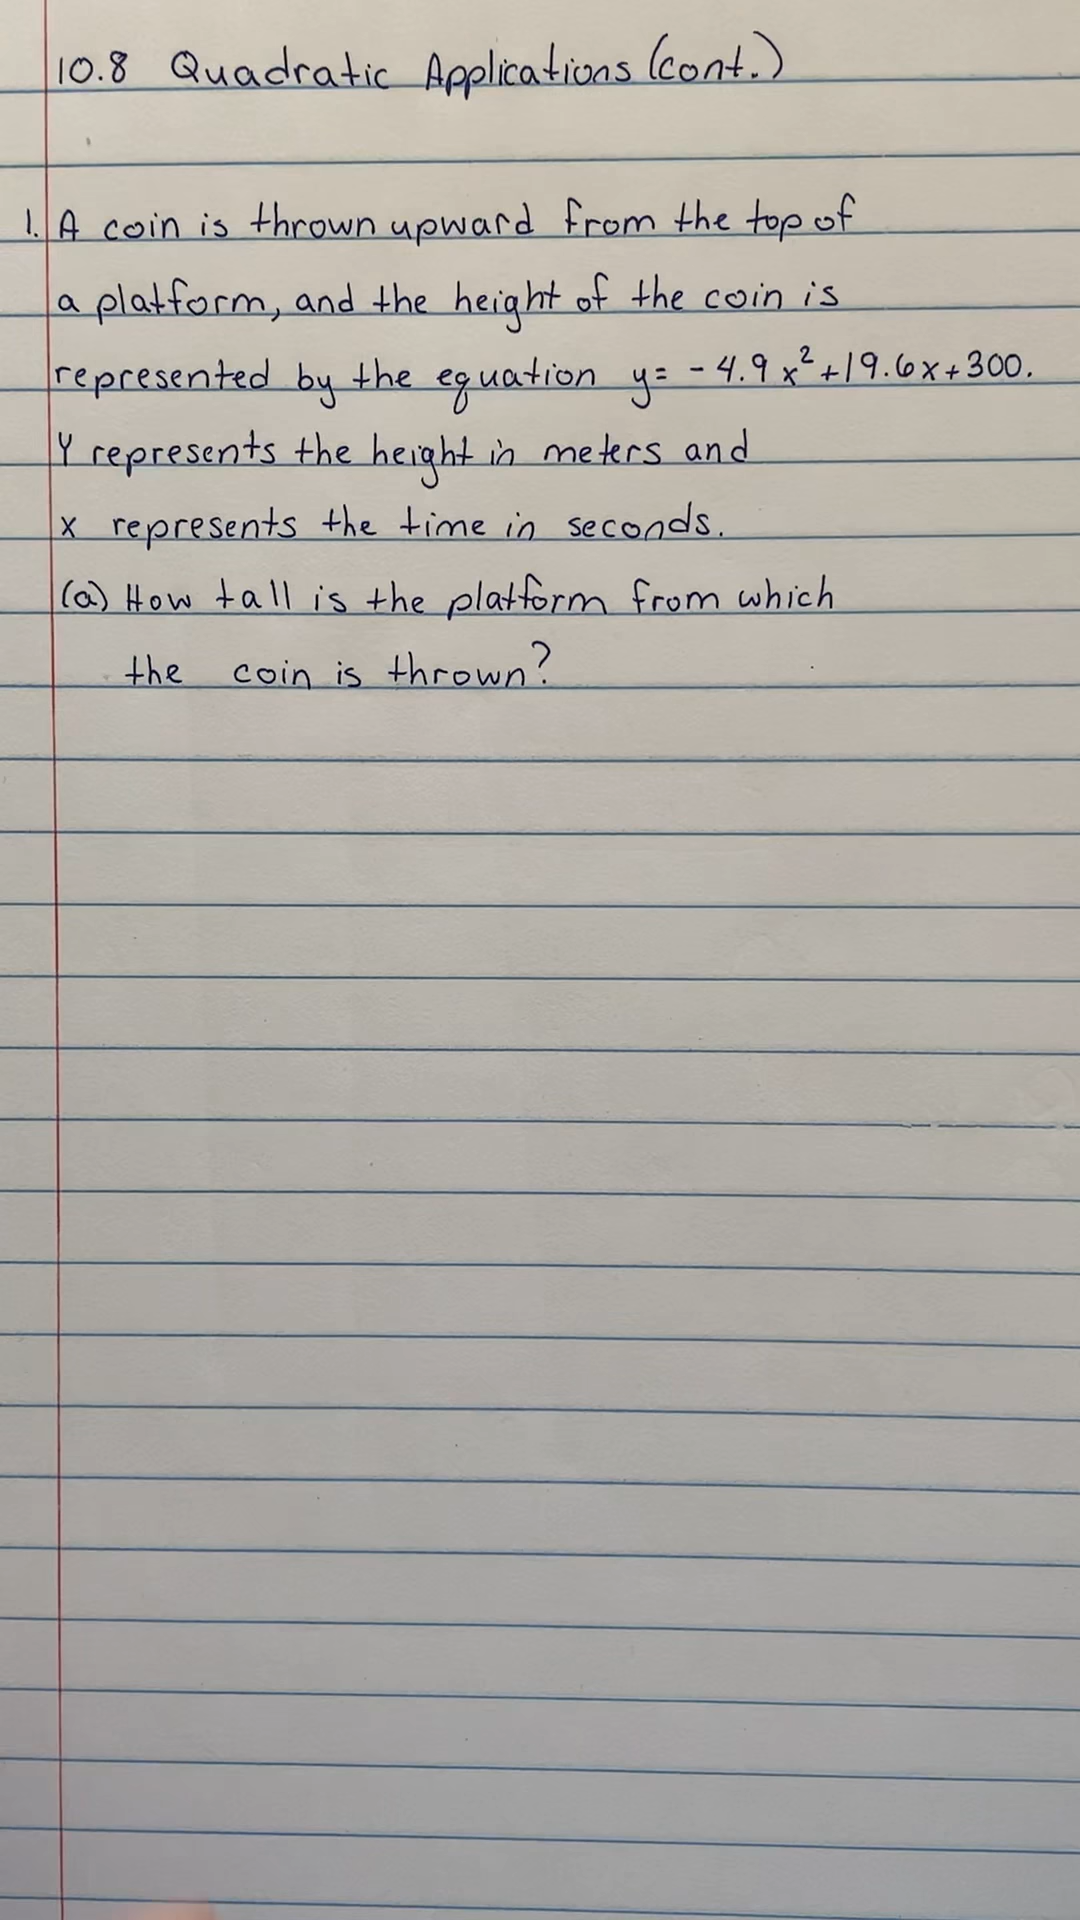 10.8 Quadratic Applications (cont.)
1. A coin is thrown upward from the top of
a platform, and the height of the coin is
represented by the equation y= -4.9x²+19.6x+300.
Y represents the height in meters and
x represents the time in seconds.
(a) How tall is the platform from which
the coin is thrown?